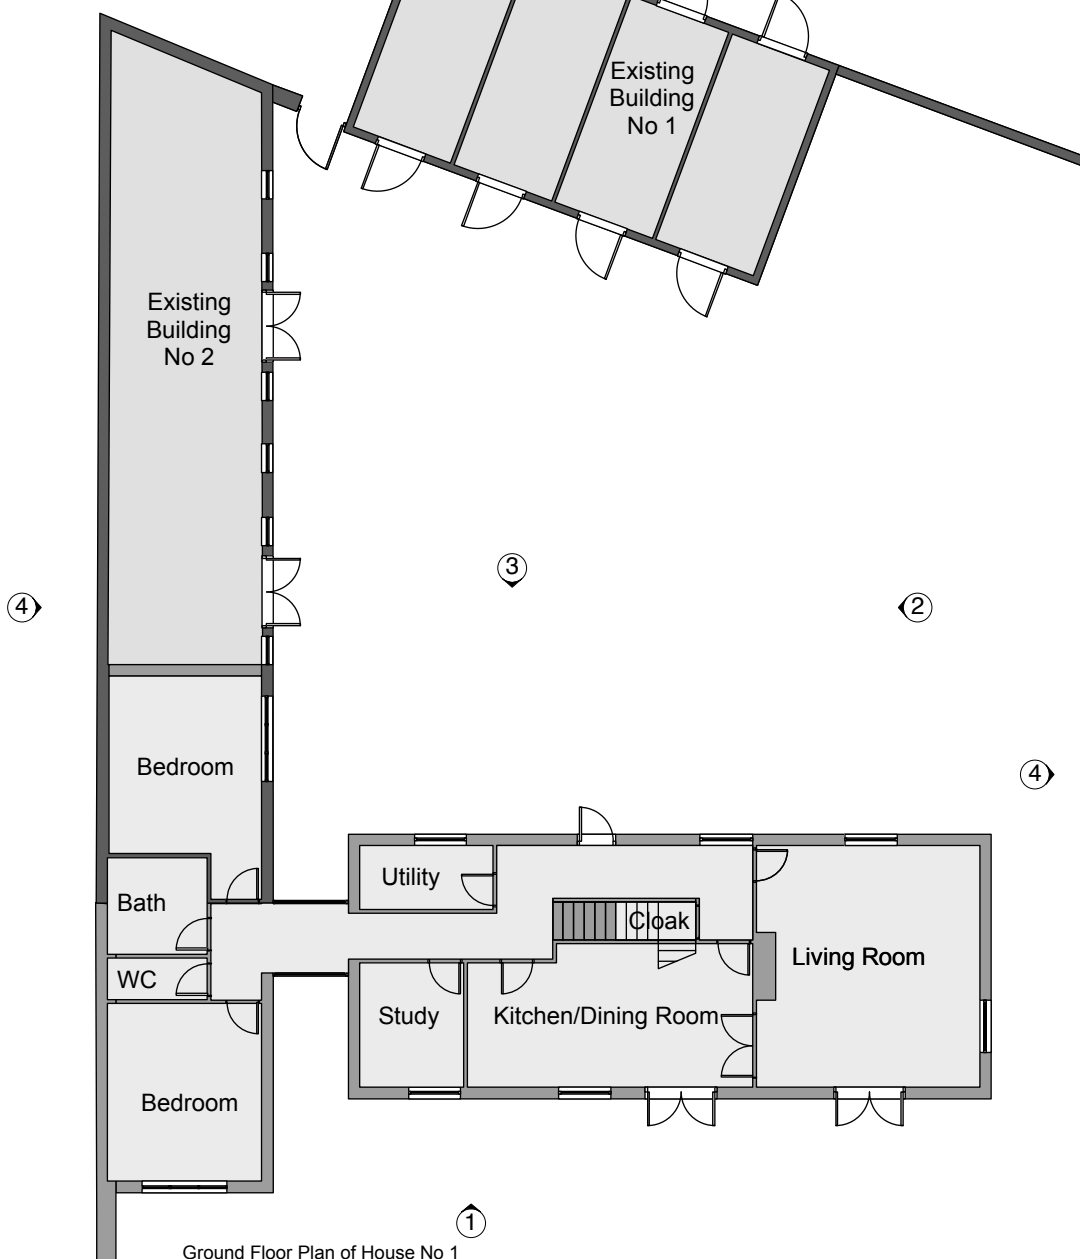 Existing
Building
No 1
Existing
Building
No 2
3
4
2
Bedroom
4
Utility
Bath
Cloak
Living Room
WC
Study
Kitchen/Dining Room
Bedroom
1
Ground Floor Plan of House No 1